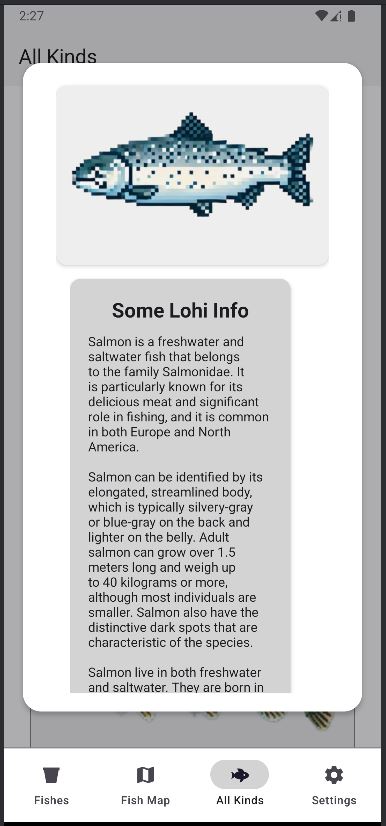 2:27
All Kinds
Some Lohi Info
Salmon is a freshwater and
saltwater fish that belongs
to the family Salmonidae. It
is particularly known for its
delicious meat and significant
role in fishing, and it is common
in both Europe and North
America.
Salmon can be identified by its
elongated, streamlined body,
which is typically silvery-gray
or blue-gray on the back and
lighter on the belly. Adult
salmon can grow over 1.5
meters long and weigh up
to 40 kilograms or more,
although most individuals are
smaller. Salmon also have the
distinctive dark spots that are
characteristic of the species.
Salmon live in both freshwater
and saltwater. They are born in
Fishes
Fish Map
All Kinds
Settings